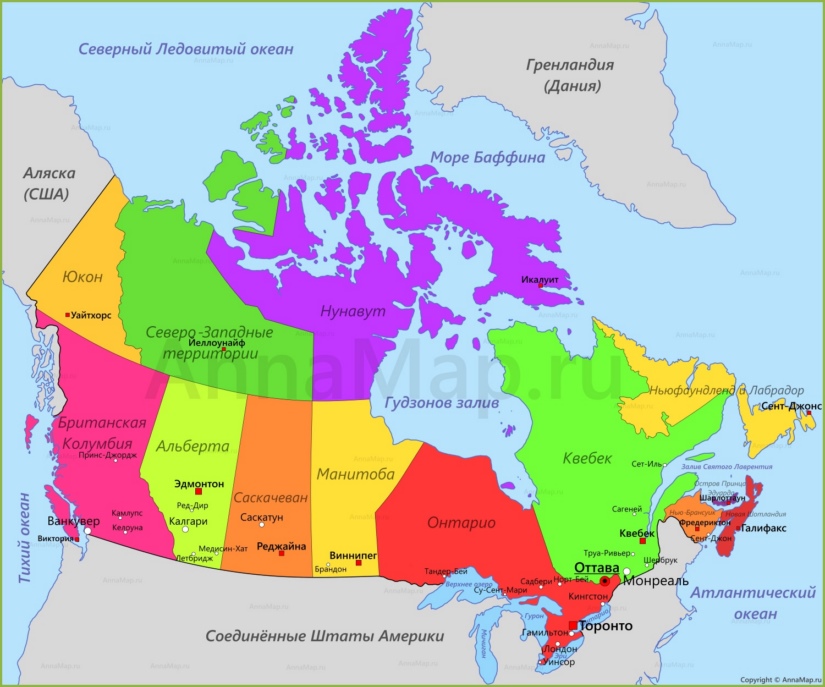 Северный Ледовитый океан
Гренландия
(Дания)
Море Баффина
Аляска
(США)
Юкон
Уайтхорс
Икалуит
Нунавут
Северо-Западные
Иеллоунайф
территории
AnnaMap.ru
Гудзонов залив
Ньюфаундленд и Лабрадор
Сент-Джонс
Британская
Колумбия
Принс-Джордж
Альберта
Эдмонтон
Ред-Дир
Калгари
Медисин-Хат
Летбридж
Саскачеван
Саскатун
Реджайна
Манитоба
Виннипег
Брандон
Онтарио
Квебек
Сет-Иль
Залив Святого Лаврентия
Остров Принца
Эдуарда
Шарлоттаун
Нью-Брансуик
Новая Шотландия
Фредериктон
Галифакс
Сент-Джон
Сагеней
Квебек
Труа-Ривьер
Шербрук
Оттава
Монреаль
Камлупс
Ванкувер
Келоуна
Виктория
Тихий океан
Тандер-Бей
Верхнее озеро
Су-Сент-Мари
Садбери
Норт-Бей
Кингстон
Гуран
Мичиган
Онтарио
Торонто
Гамильтон
Лондон
Эри
Уинсор
Атлантический
океан
Соединённые Штаты Америки
Copyright © AnnaMap.ru